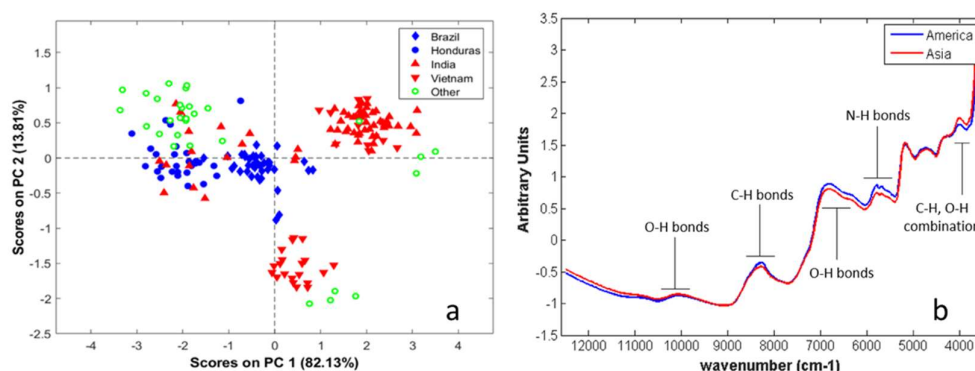 Scores on PC 2 (13.81%)
1.5
1
0.5
0
-0.5
-1
-1.5
-2
-2.5
-4
-3
-2
-1
0
1
2
3
4
Scores on PC 1 (82.13%)
Brazil
Honduras
India
Vietnam
Other
a
Arbitrary Units
3.5
3
2.5
2
1.5
1
0.5
0
-0.5
-1
-1.5
12000
11000
10000
9000
8000
7000
6000
5000
4000
wavenumber (cm-1)
America
Asia
N-H bonds
C-H bonds
O-H bonds
O-H bonds
C-H, O-H
combination
b